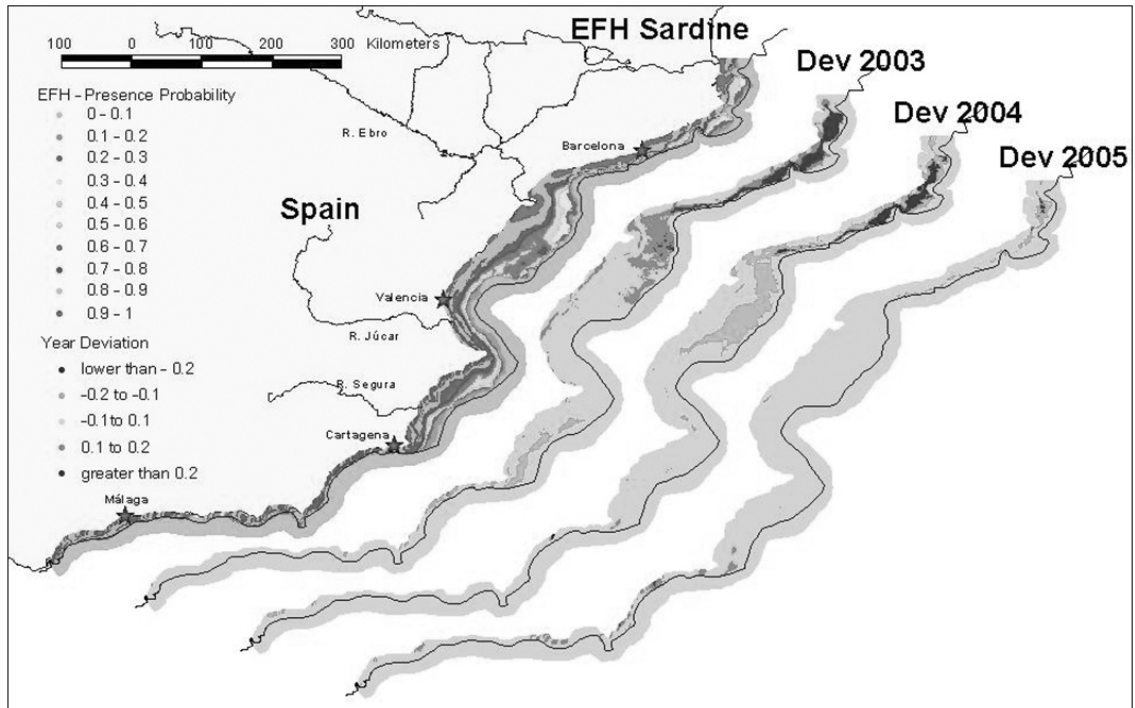 EFH Sardine
Dev 2003
Dev 2004
Dev 2005
100 0 100 200 300 Kilometers
EFH - Presence Probability
0 - 0.1
0.1 - 0.2
0.2 - 0.3
0.3 - 0.4
0.4 - 0.5
0.5 - 0.6
0.6 - 0.7
0.7 - 0.8
0.8 - 0.9
0.9 - 1
Year Deviation
lower than - 0.2
-0.2 to -0.1
-0.1 to 0.1
0.1 to 0.2
greater than 0.2
R. Ebro
Barcelona
Spain
Valencia
R. Júcar
R. Segura
Cartagena
Málaga